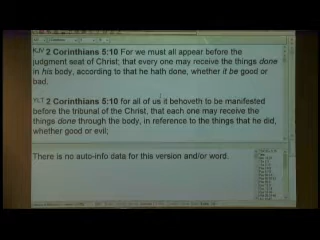 KJV 2 Corinthians 5:10 For we must all appear before the
judgment seat of Christ; that every one may receive the things done
in his body, according to that he hath done, whether it be good or
bad.
YLT 2 Corinthians 5:10 for all of us it behoveth to be manifested
before the tribunal of the Christ, that each one may receive the
things done through the body, in reference to the things that he did,
whether good or evil;
There is no auto-info data for this version and/or word.